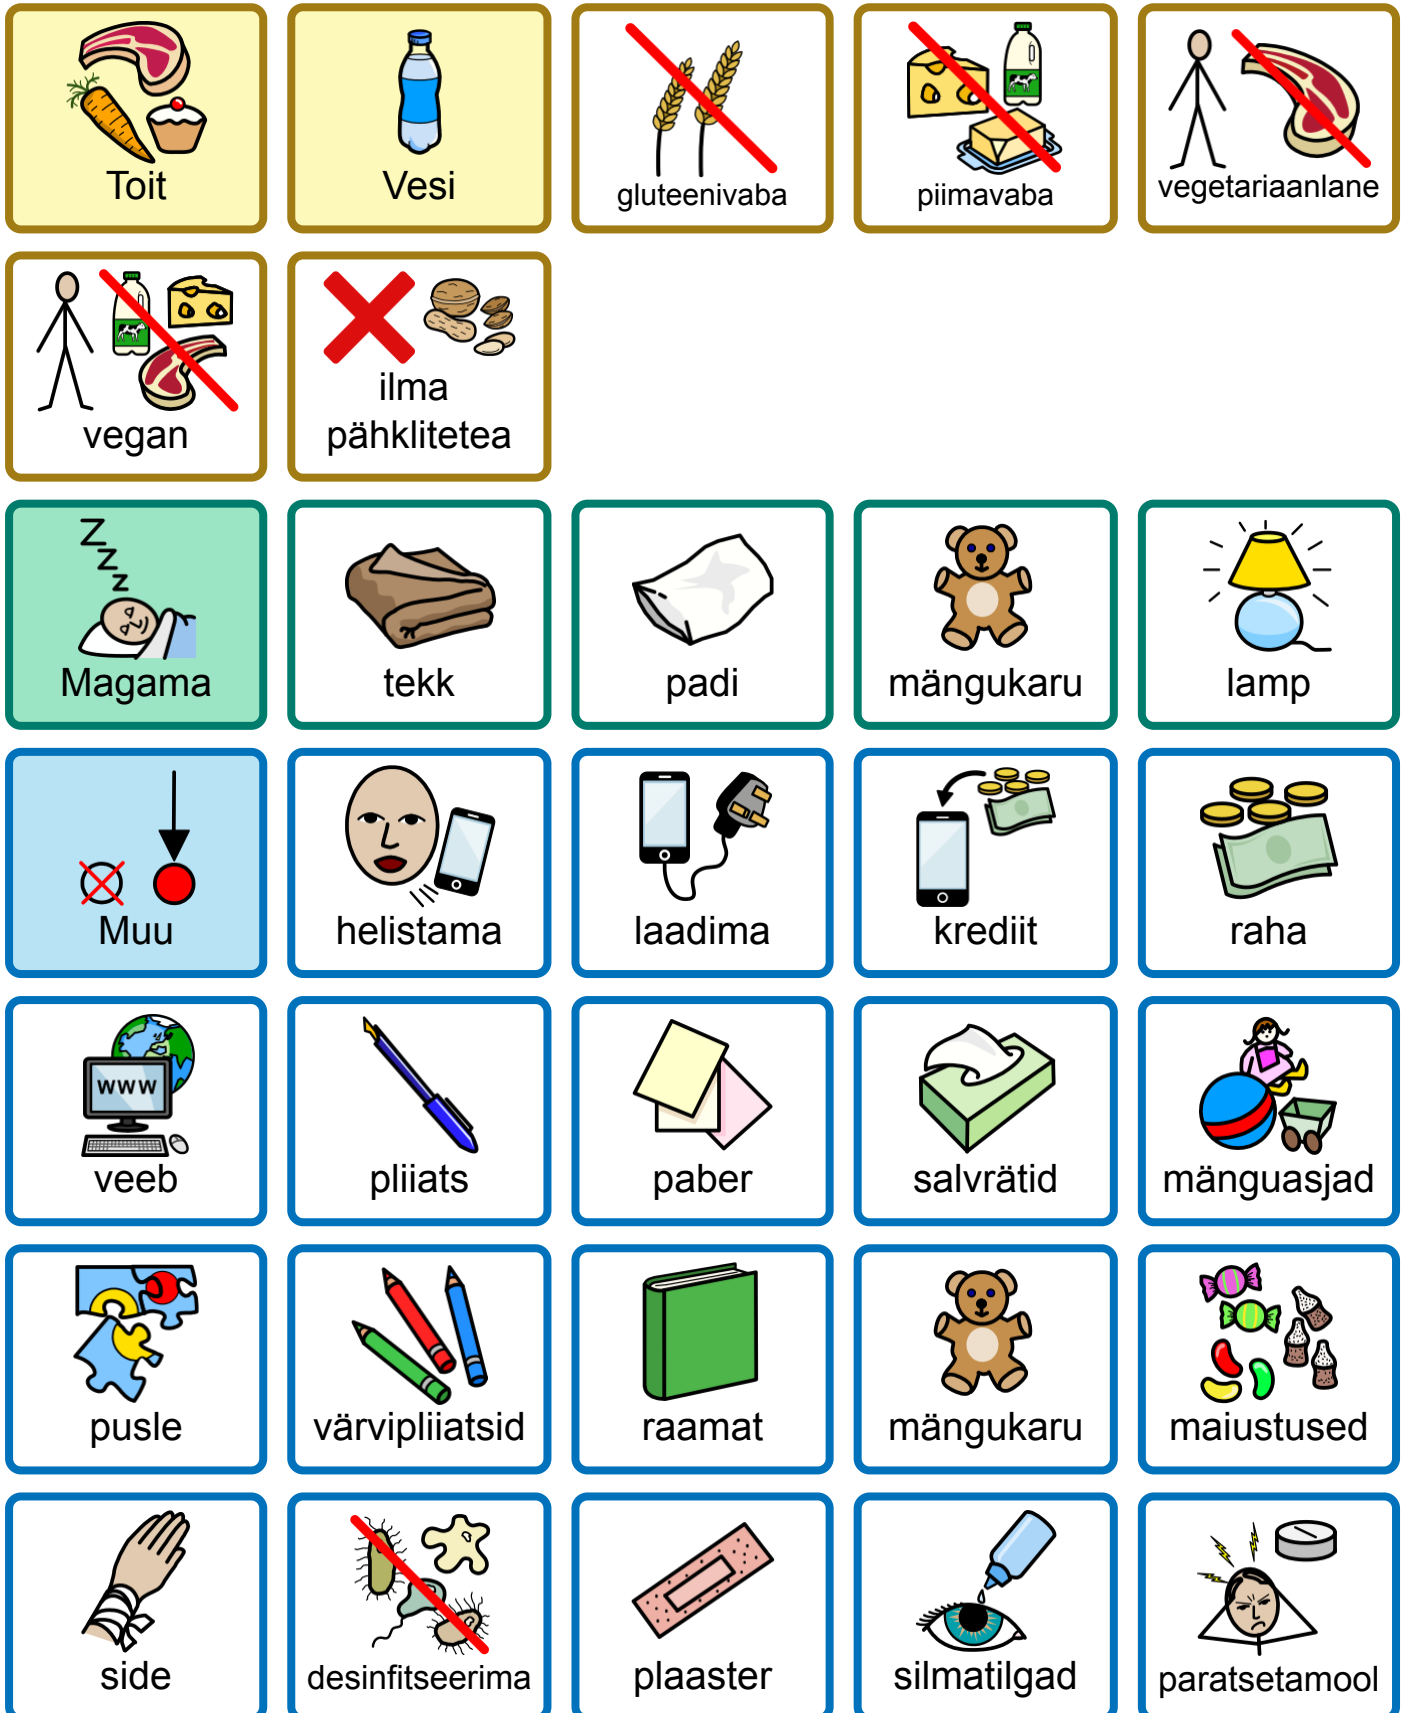 Toit
Vesi
gluteenivaba
piimavaba
vegetariaanlane
vegan
ilma
pähklitetea
Z
Z
Z
Magama
tekk
padi
mängukaru
lamp
Muu
helistama
laadima
krediit
raha
www
veeb
pliiats
paber
salvrätid
mänguasjad
pusle
värvipliiatsid
raamat
mängukaru
maiustused
side
desinfitseerima
plaaster
silmatilgad
paratsetamool